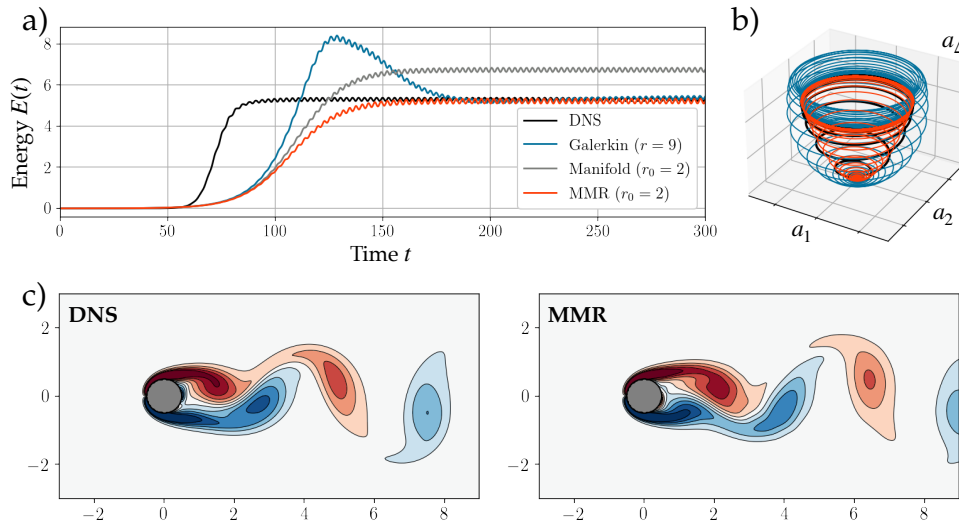 a)
8
6
4
2
0
Energy E(t)
0
50
100
150
200
250
300
Time t
DNS
Galerkin (r = 9)
Manifold (r₀ = 2)
MMR (r₀ = 2)
b)
a₁
a₂
c)
DNS
2
0
−2
−2
0
2
4
6
8
MMR
2
0
−2
−2
0
2
4
6
8